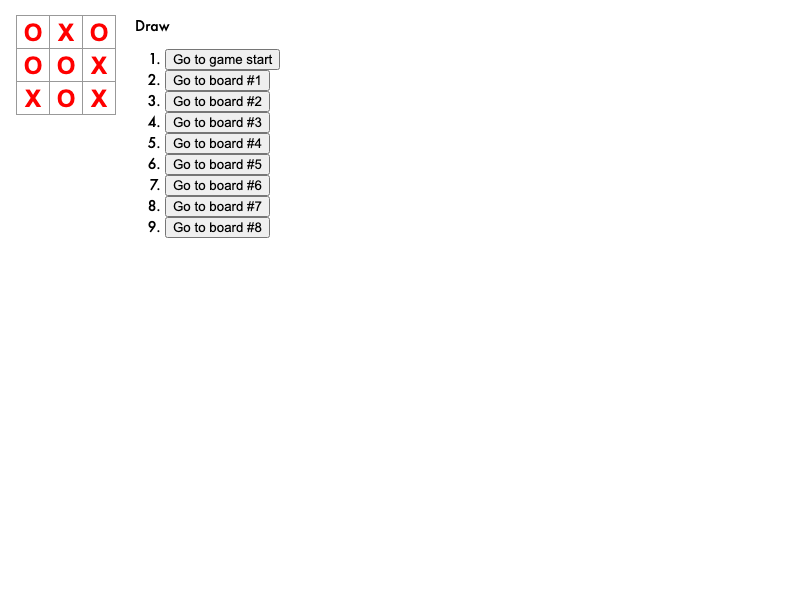 O X O
O O X
X O X
Draw
1. Go to game start
2. Go to board #1
3. Go to board #2
4. Go to board #3
5. Go to board #4
6. Go to board #5
7. Go to board #6
8. Go to board #7
9. Go to board #8